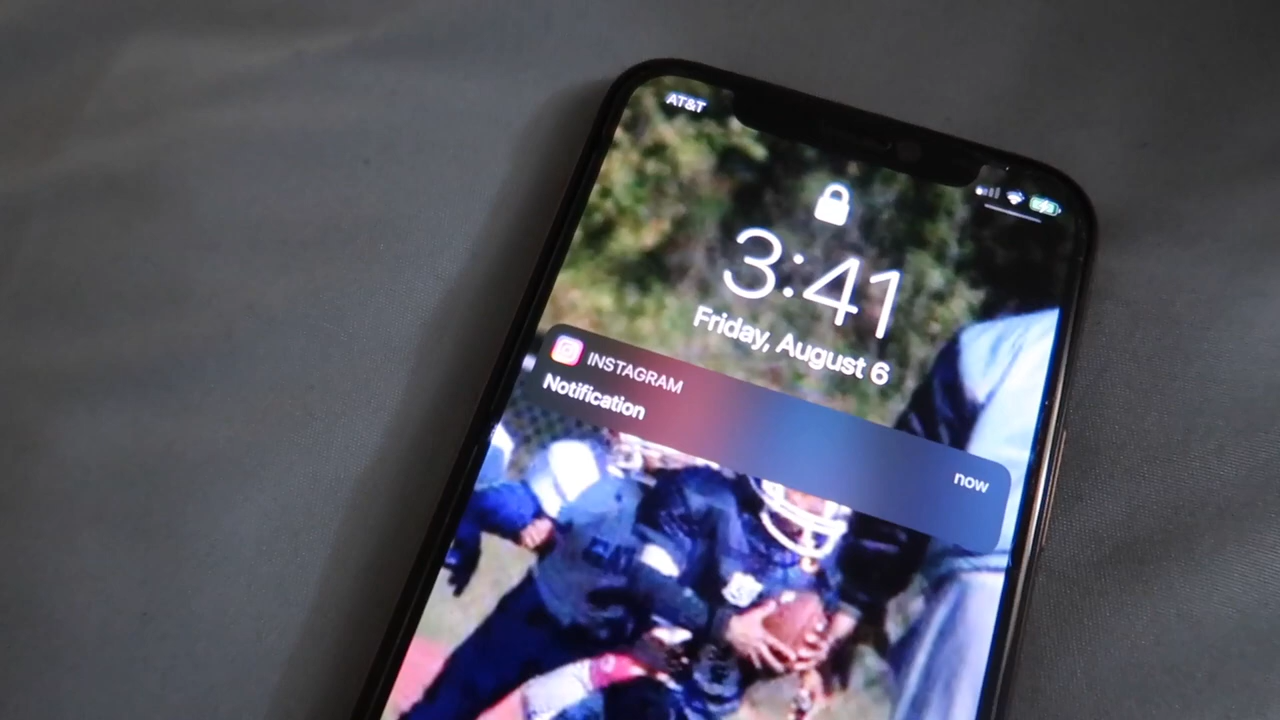 AT&T
3:41
Friday, August 6
INSTAGRAM
Notification
now